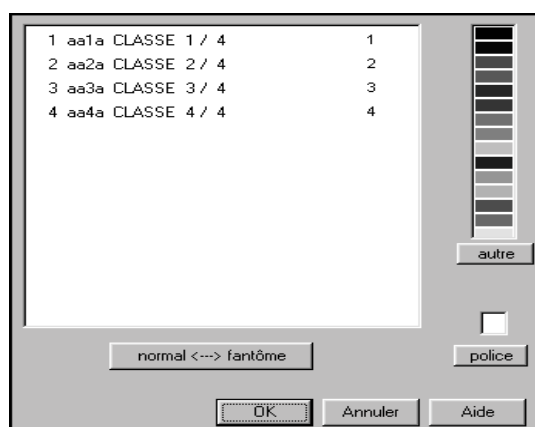 1 aa1a CLASSE 1 / 4 1
2 aa2a CLASSE 2 / 4 2
3 aa3a CLASSE 3 / 4 3
4 aa4a CLASSE 4 / 4 4
autre
normal <---> fantôme
police
OK
Annuler
Aide